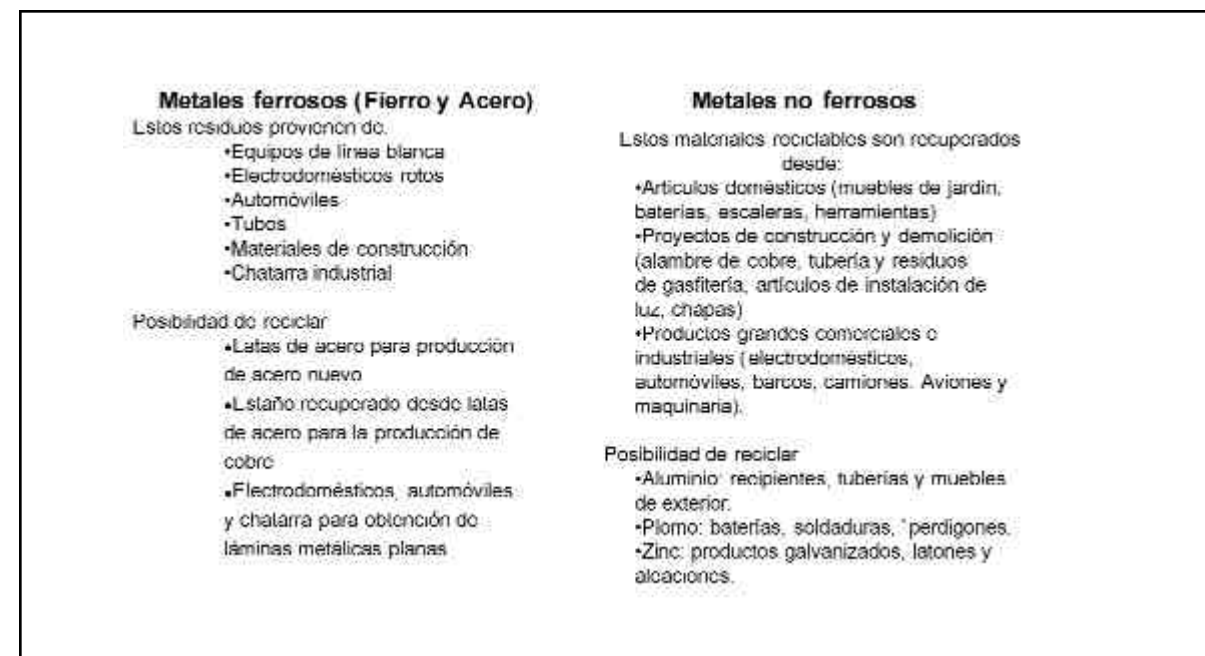 Metales ferrosos (Fierro y Acero)
Estos residuos provienen de:
•Equipos de línea blanca
•Electrodomésticos rotos
•Automóviles
•Tubos
•Materiales de construcción
•Chatarra industrial
Posibilidad de reciclar
•Latas de acero para producción
de acero nuevo
•Estaño recuperado desde latas
de acero para la producción de
cobre
•Electrodomésticos, automóviles
y chatarra para obtención de
láminas metálicas planas
Metales no ferrosos
Estos materiales reciclables son recuperados
desde:
•Artículos domésticos (muebles de jardín,
baterías, escaleras, herramientas)
•Proyectos de construcción y demolición
(alambre de cobre, tubería y residuos
de gasfitería, artículos de instalación de
luz, chapas)
•Productos grandes comerciales e
industriales (electrodomésticos,
automóviles, barcos, camiones. Aviones y
maquinaria).
Posibilidad de reciclar
•Aluminio: recipientes, tuberías y muebles
de exterior.
•Plomo: baterías, soldaduras, ¨perdigones.
•Zinc: productos galvanizados, latones y
aleaciones.